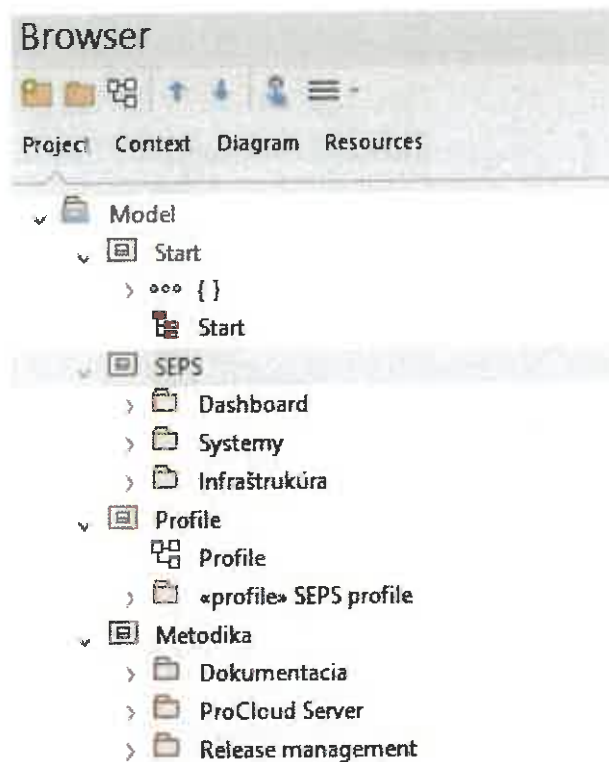 Browser
Project Context Diagram Resources
Model
Start
{ }
Start
SEPS
Dashboard
Systemy
Infraštrukúra
Profile
Profile
«profile» SEPS profile
Metodika
Dokumentacia
ProCloud Server
Release management